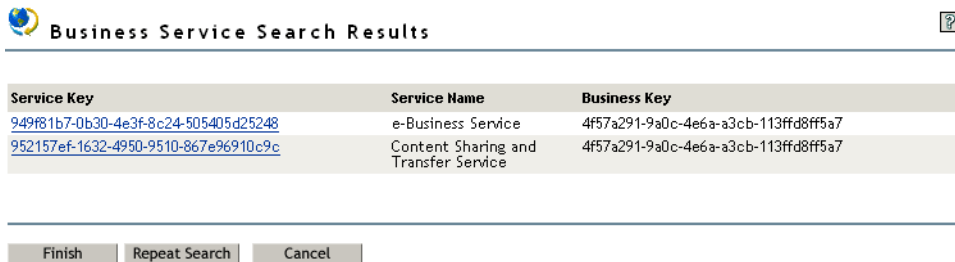 Business Service Search Results
?
Service Key Service Name Business Key
949f81b7-0b30-4e3f-8c24-505405d25248 e-Business Service 4f57a291-9a0c-4e6a-a3cb-113ffd8ff5a7
952157ef-1632-4950-9510-867e96910c9c Content Sharing and 4f57a291-9a0c-4e6a-a3cb-113ffd8ff5a7
Transfer Service
Finish Repeat Search Cancel